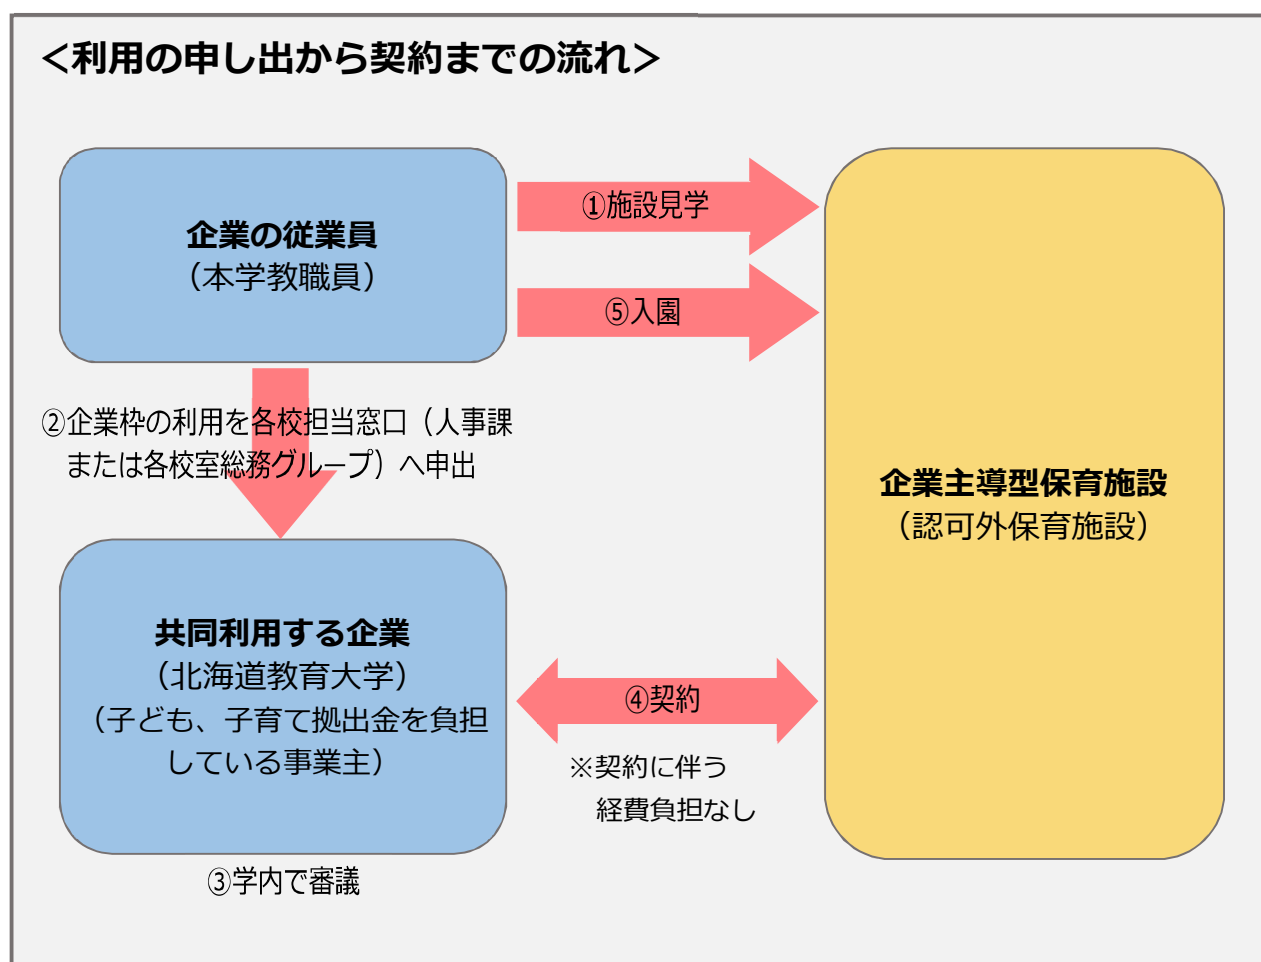 ＜利用の申し出から契約までの流れ＞
企業の従業員
（本学教職員）
①施設見学
⑤入園
②企業枠の利用を各校担当窓口（人事課
または各校室総務グループ）へ申出
企業主導型保育施設
（認可外保育施設）
共同利用する企業
（北海道教育大学）
（子ども、子育て拠出金を負担
している事業主）
④契約
※契約に伴う
経費負担なし
③学内で審議